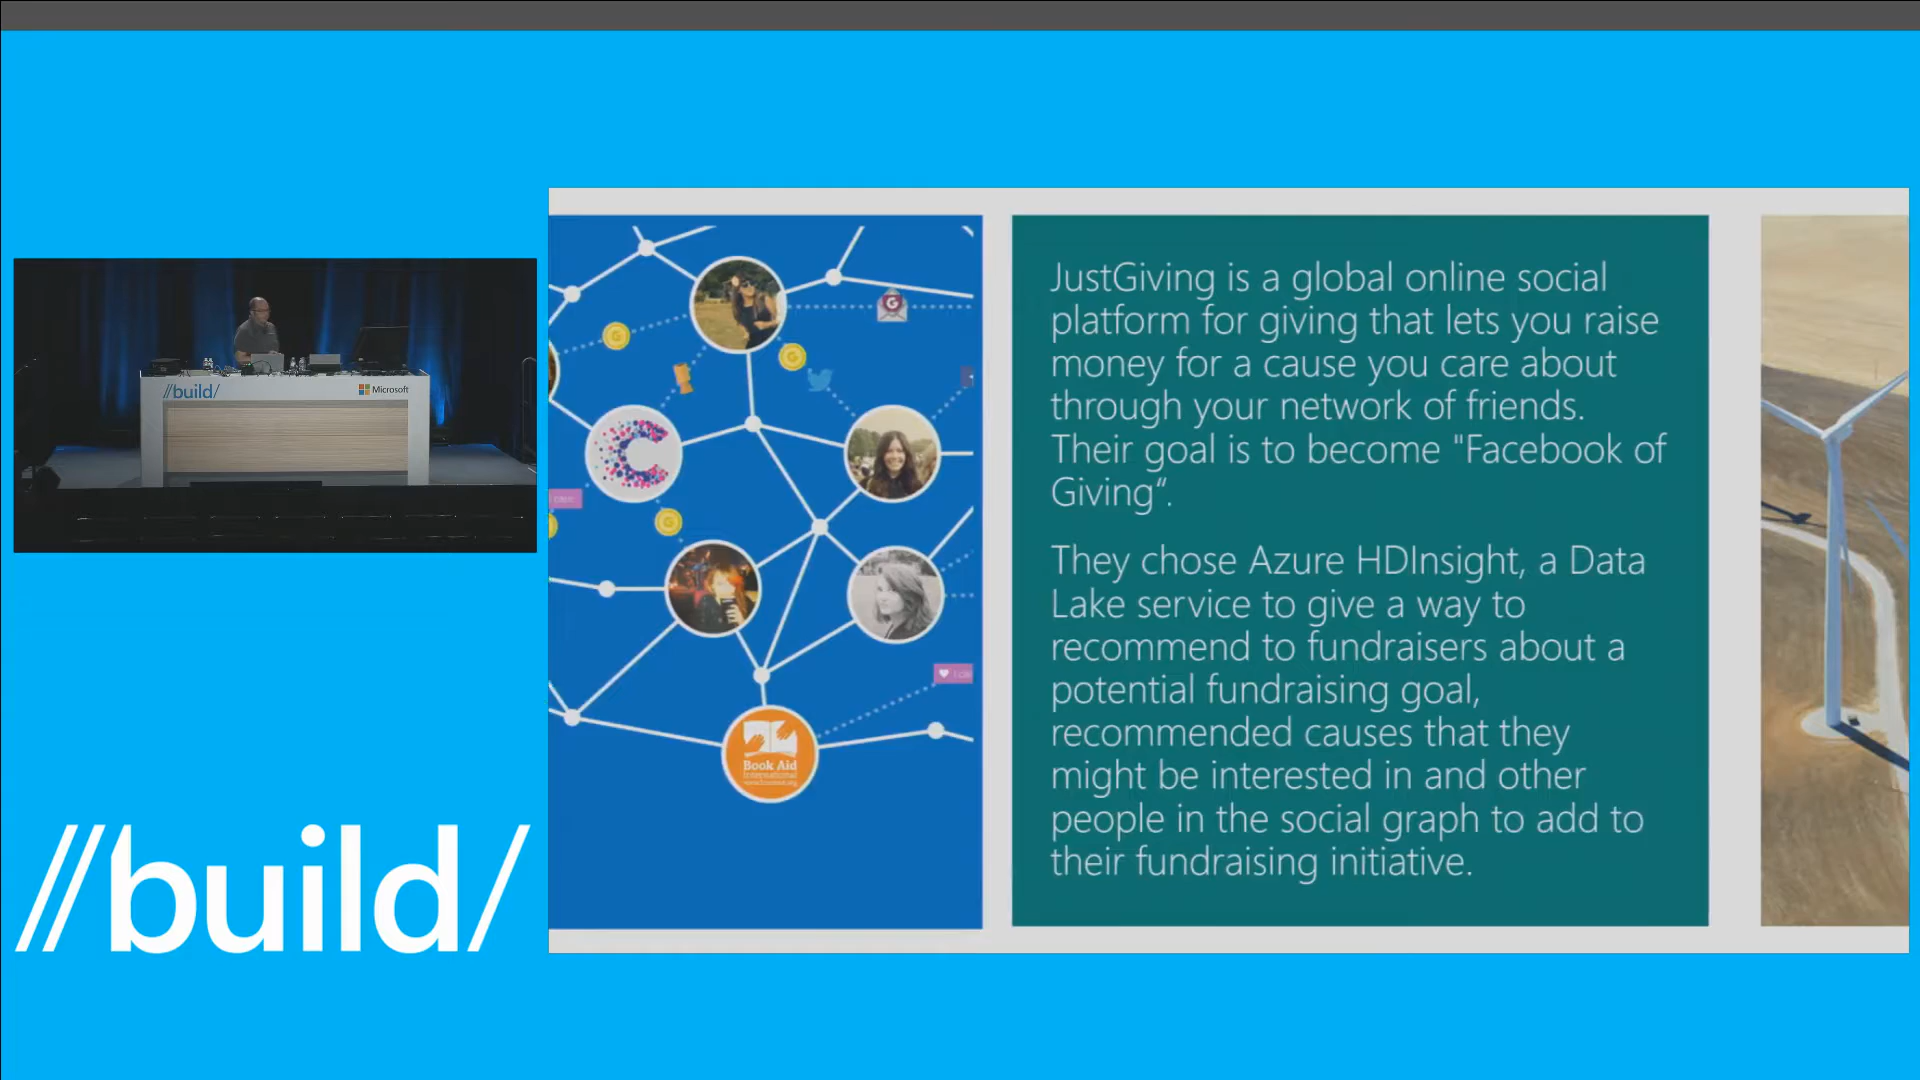 //build/
Microsoft
//build/
G
G
G
G
Book Aid
International
JustGiving is a global online social
platform for giving that lets you raise
money for a cause you care about
through your network of friends.
Their goal is to become "Facebook of
Giving“.
They chose Azure HDInsight, a Data
Lake service to give a way to
recommend to fundraisers about a
potential fundraising goal,
recommended causes that they
might be interested in and other
people in the social graph to add to
their fundraising initiative.